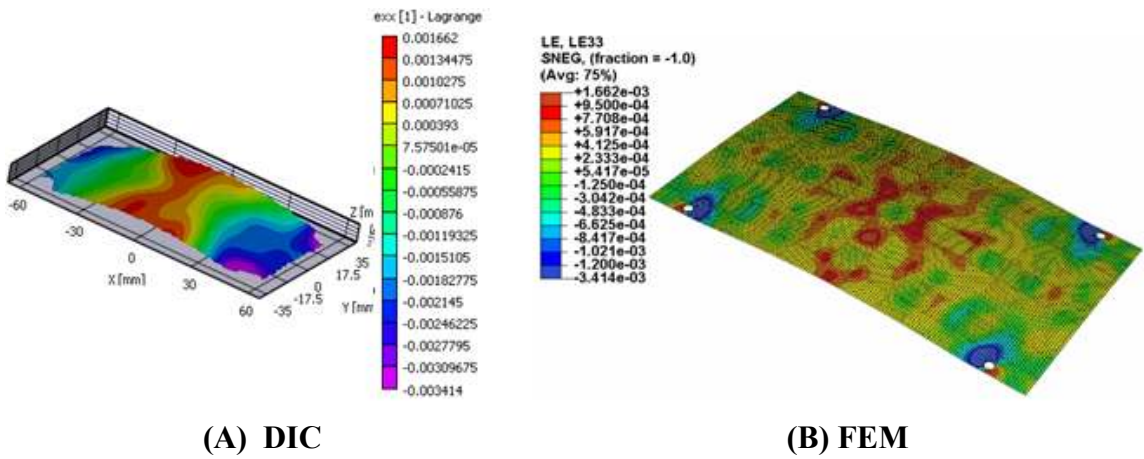 exx [1] - Lagrange
0.001662
0.00134475
0.0010275
0.00071025
0.000393
7.57501e-05
-0.0002415
-0.00055875
-0.000876
-0.00119325
-0.0015105
-0.00182775
-0.002145
-0.00246225
-0.0027795
-0.00309675
-0.003414
-60
-30
0
X [mm]
30
60
Z [m
35
17.5
0
-17.5
-35
Y [mm
LE, LE33
SNEG, (fraction = -1.0)
(Avg: 75%)
+1.662e-03
+9.500e-04
+7.708e-04
+5.917e-04
+4.125e-04
+2.333e-04
+5.417e-05
-1.250e-04
-3.042e-04
-4.833e-04
-6.625e-04
-8.417e-04
-1.021e-03
-1.200e-03
-3.414e-03
(A) DIC
(B) FEM